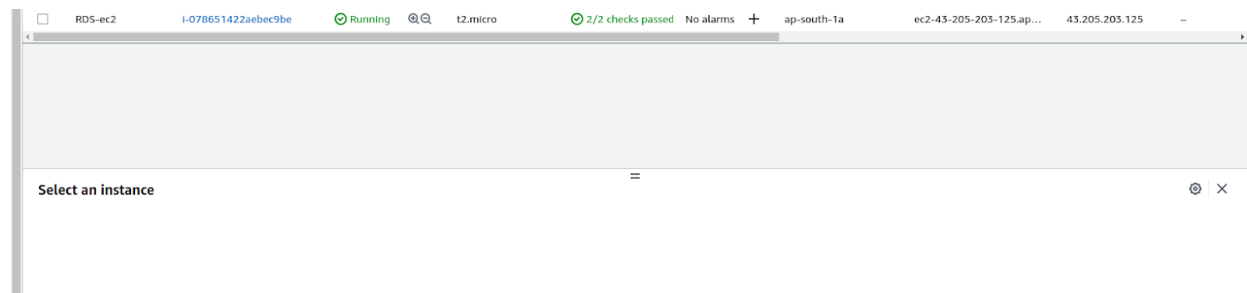 RDS-ec2 i-078651422aebec9be Running t2.micro 2/2 checks passed No alarms + ap-south-1a ec2-43-205-203-125.ap... 43.205.203.125 –
Select an instance